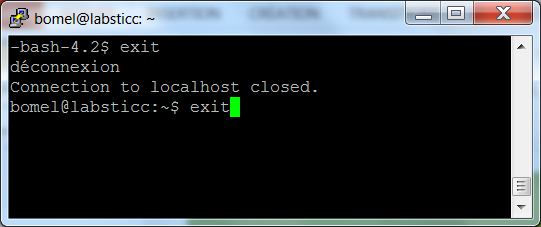 bomel@labsticc: ~
-bash-4.2$ exit
déconnexion
Connection to localhost closed.
bomel@labsticc:~$ exit